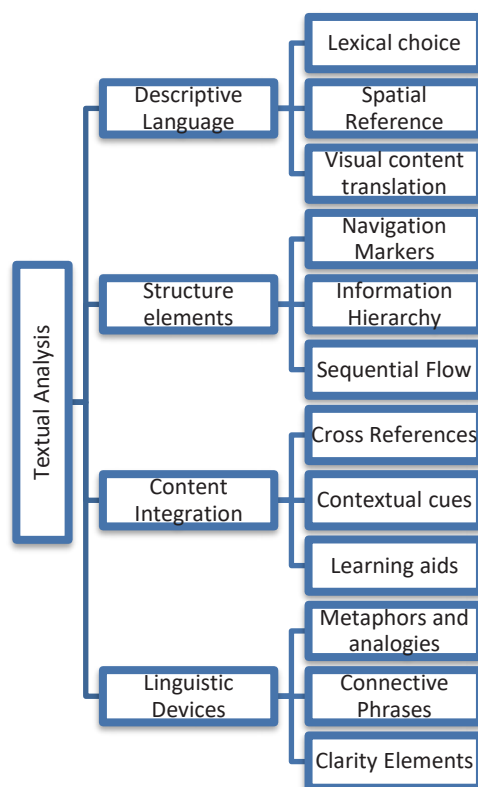 Textual Analysis
Descriptive
Language
Lexical choice
Spatial
Reference
Visual content
translation
Structure
elements
Navigation
Markers
Information
Hierarchy
Sequential Flow
Content
Integration
Cross References
Contextual cues
Learning aids
Linguistic
Devices
Metaphors and
analogies
Connective
Phrases
Clarity Elements